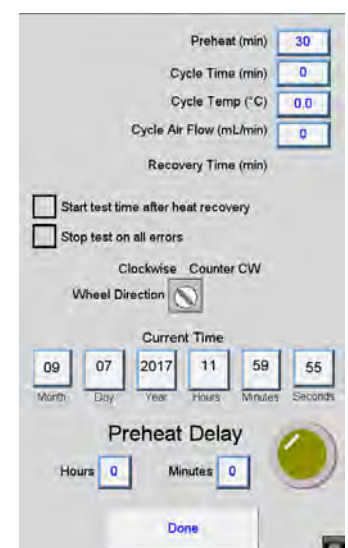 Preheat (min) 30
Cycle Time (min) 0
Cycle Temp (°C) 0.0
Cycle Air Flow (mL/min) 0
Recovery Time (min)
Start test time after heat recovery
Stop test on all errors
Clockwise Counter CW
Wheel Direction
Current Time
09 07 2017 11 59 55
Month Day Year Hours Minutes Seconds
Preheat Delay
Hours 0 Minutes 0
Done